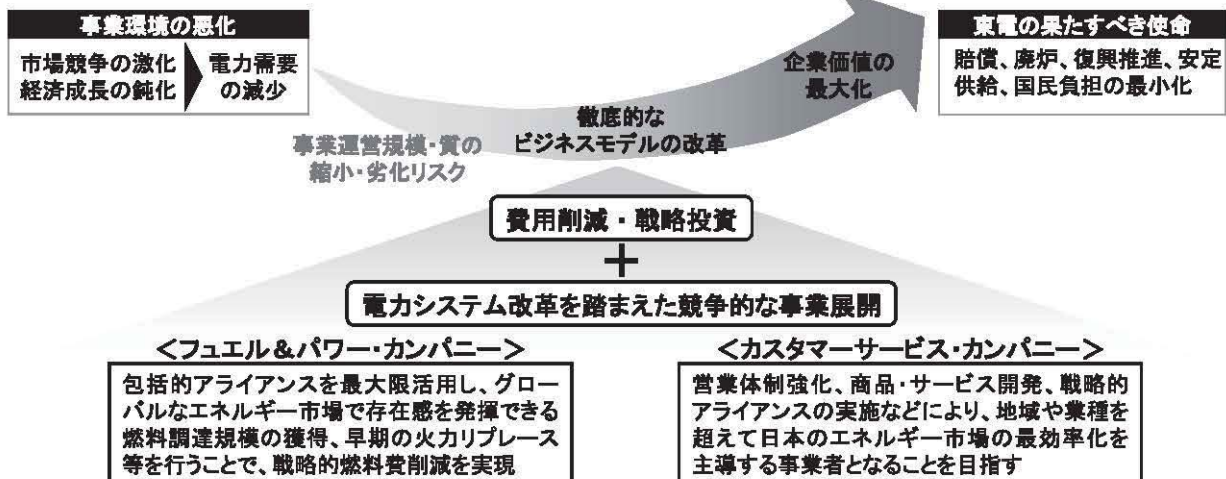 事業環境の悪化
市場競争の激化
経済成長の鈍化
電力需要
の減少
事業運営規模・質の
縮小・劣化リスク
徹底的な
ビジネスモデルの改革
企業価値の
最大化
東電の果たすべき使命
賠償、廃炉、復興推進、安定
供給、国民負担の最小化
費用削減・戦略投資
＋
電力システム改革を踏まえた競争的な事業展開
＜フュエル＆パワー・カンパニー＞
包括的アライアンスを最大限活用し、グロー
バルなエネルギー市場で存在感を発揮できる
燃料調達規模の獲得、早期の火力リプレース
等を行うことで、戦略的燃料費削減を実現
＜カスタマーサービス・カンパニー＞
営業体制強化、商品・サービス開発、戦略的
アライアンスの実施などにより、地域や業種を
超えて日本のエネルギー市場の最効率化を
主導する事業者となることを目指す